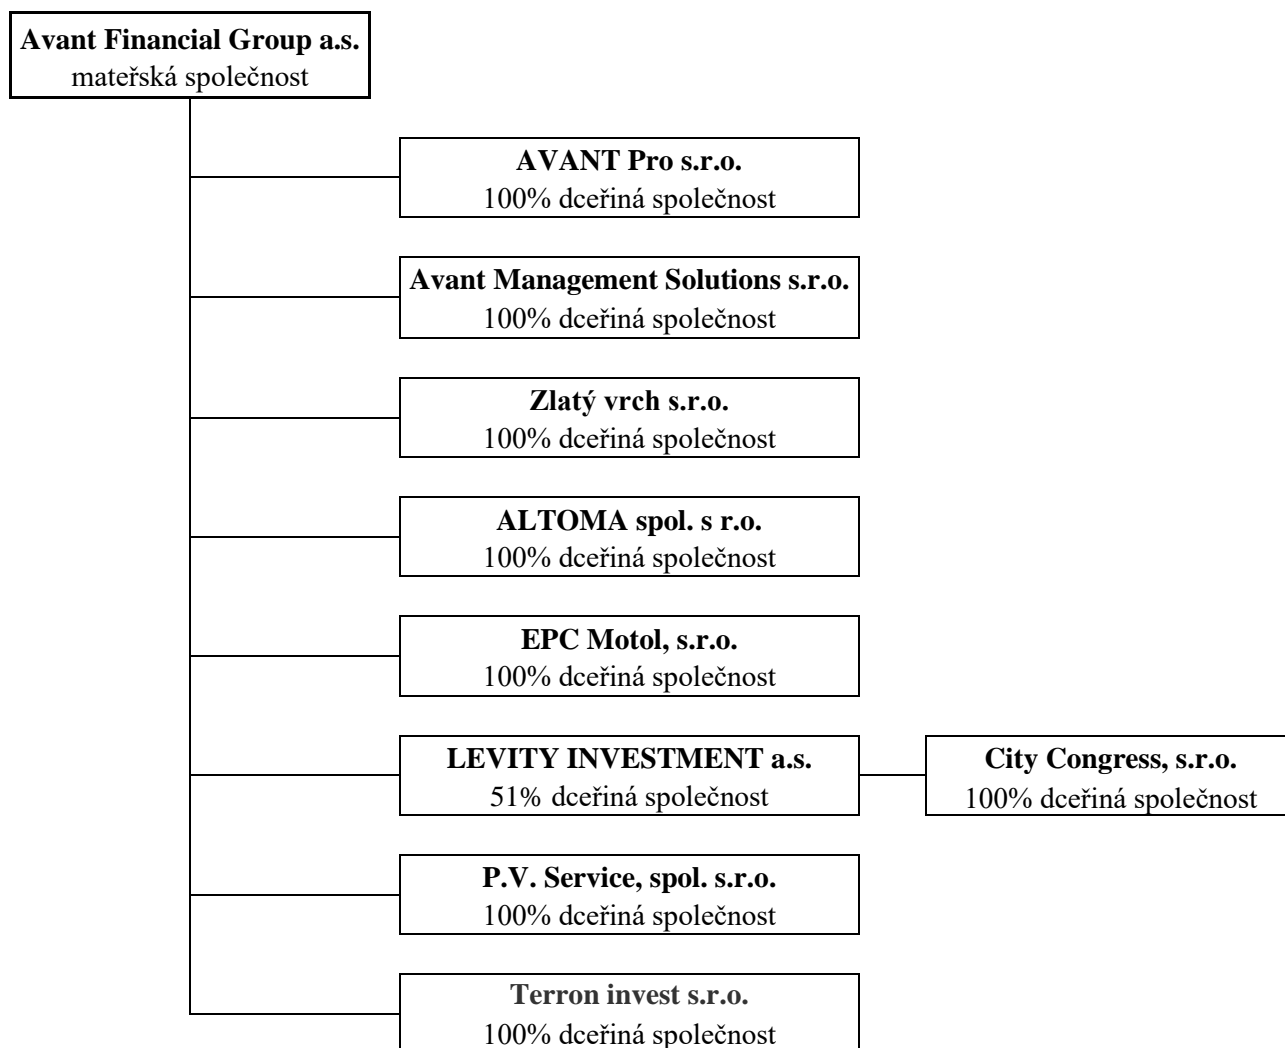 Avant Financial Group a.s.
mateřská společnost
AVANT Pro s.r.o.
100% dceřiná společnost
Avant Management Solutions s.r.o.
100% dceřiná společnost
Zlatý vrch s.r.o.
100% dceřiná společnost
ALTOMA spol. s r.o.
100% dceřiná společnost
EPC Motol, s.r.o.
100% dceřiná společnost
LEVITY INVESTMENT a.s.
51% dceřiná společnost
City Congress, s.r.o.
100% dceřiná společnost
P.V. Service, spol. s.r.o.
100% dceřiná společnost
Terron invest s.r.o.
100% dceřiná společnost